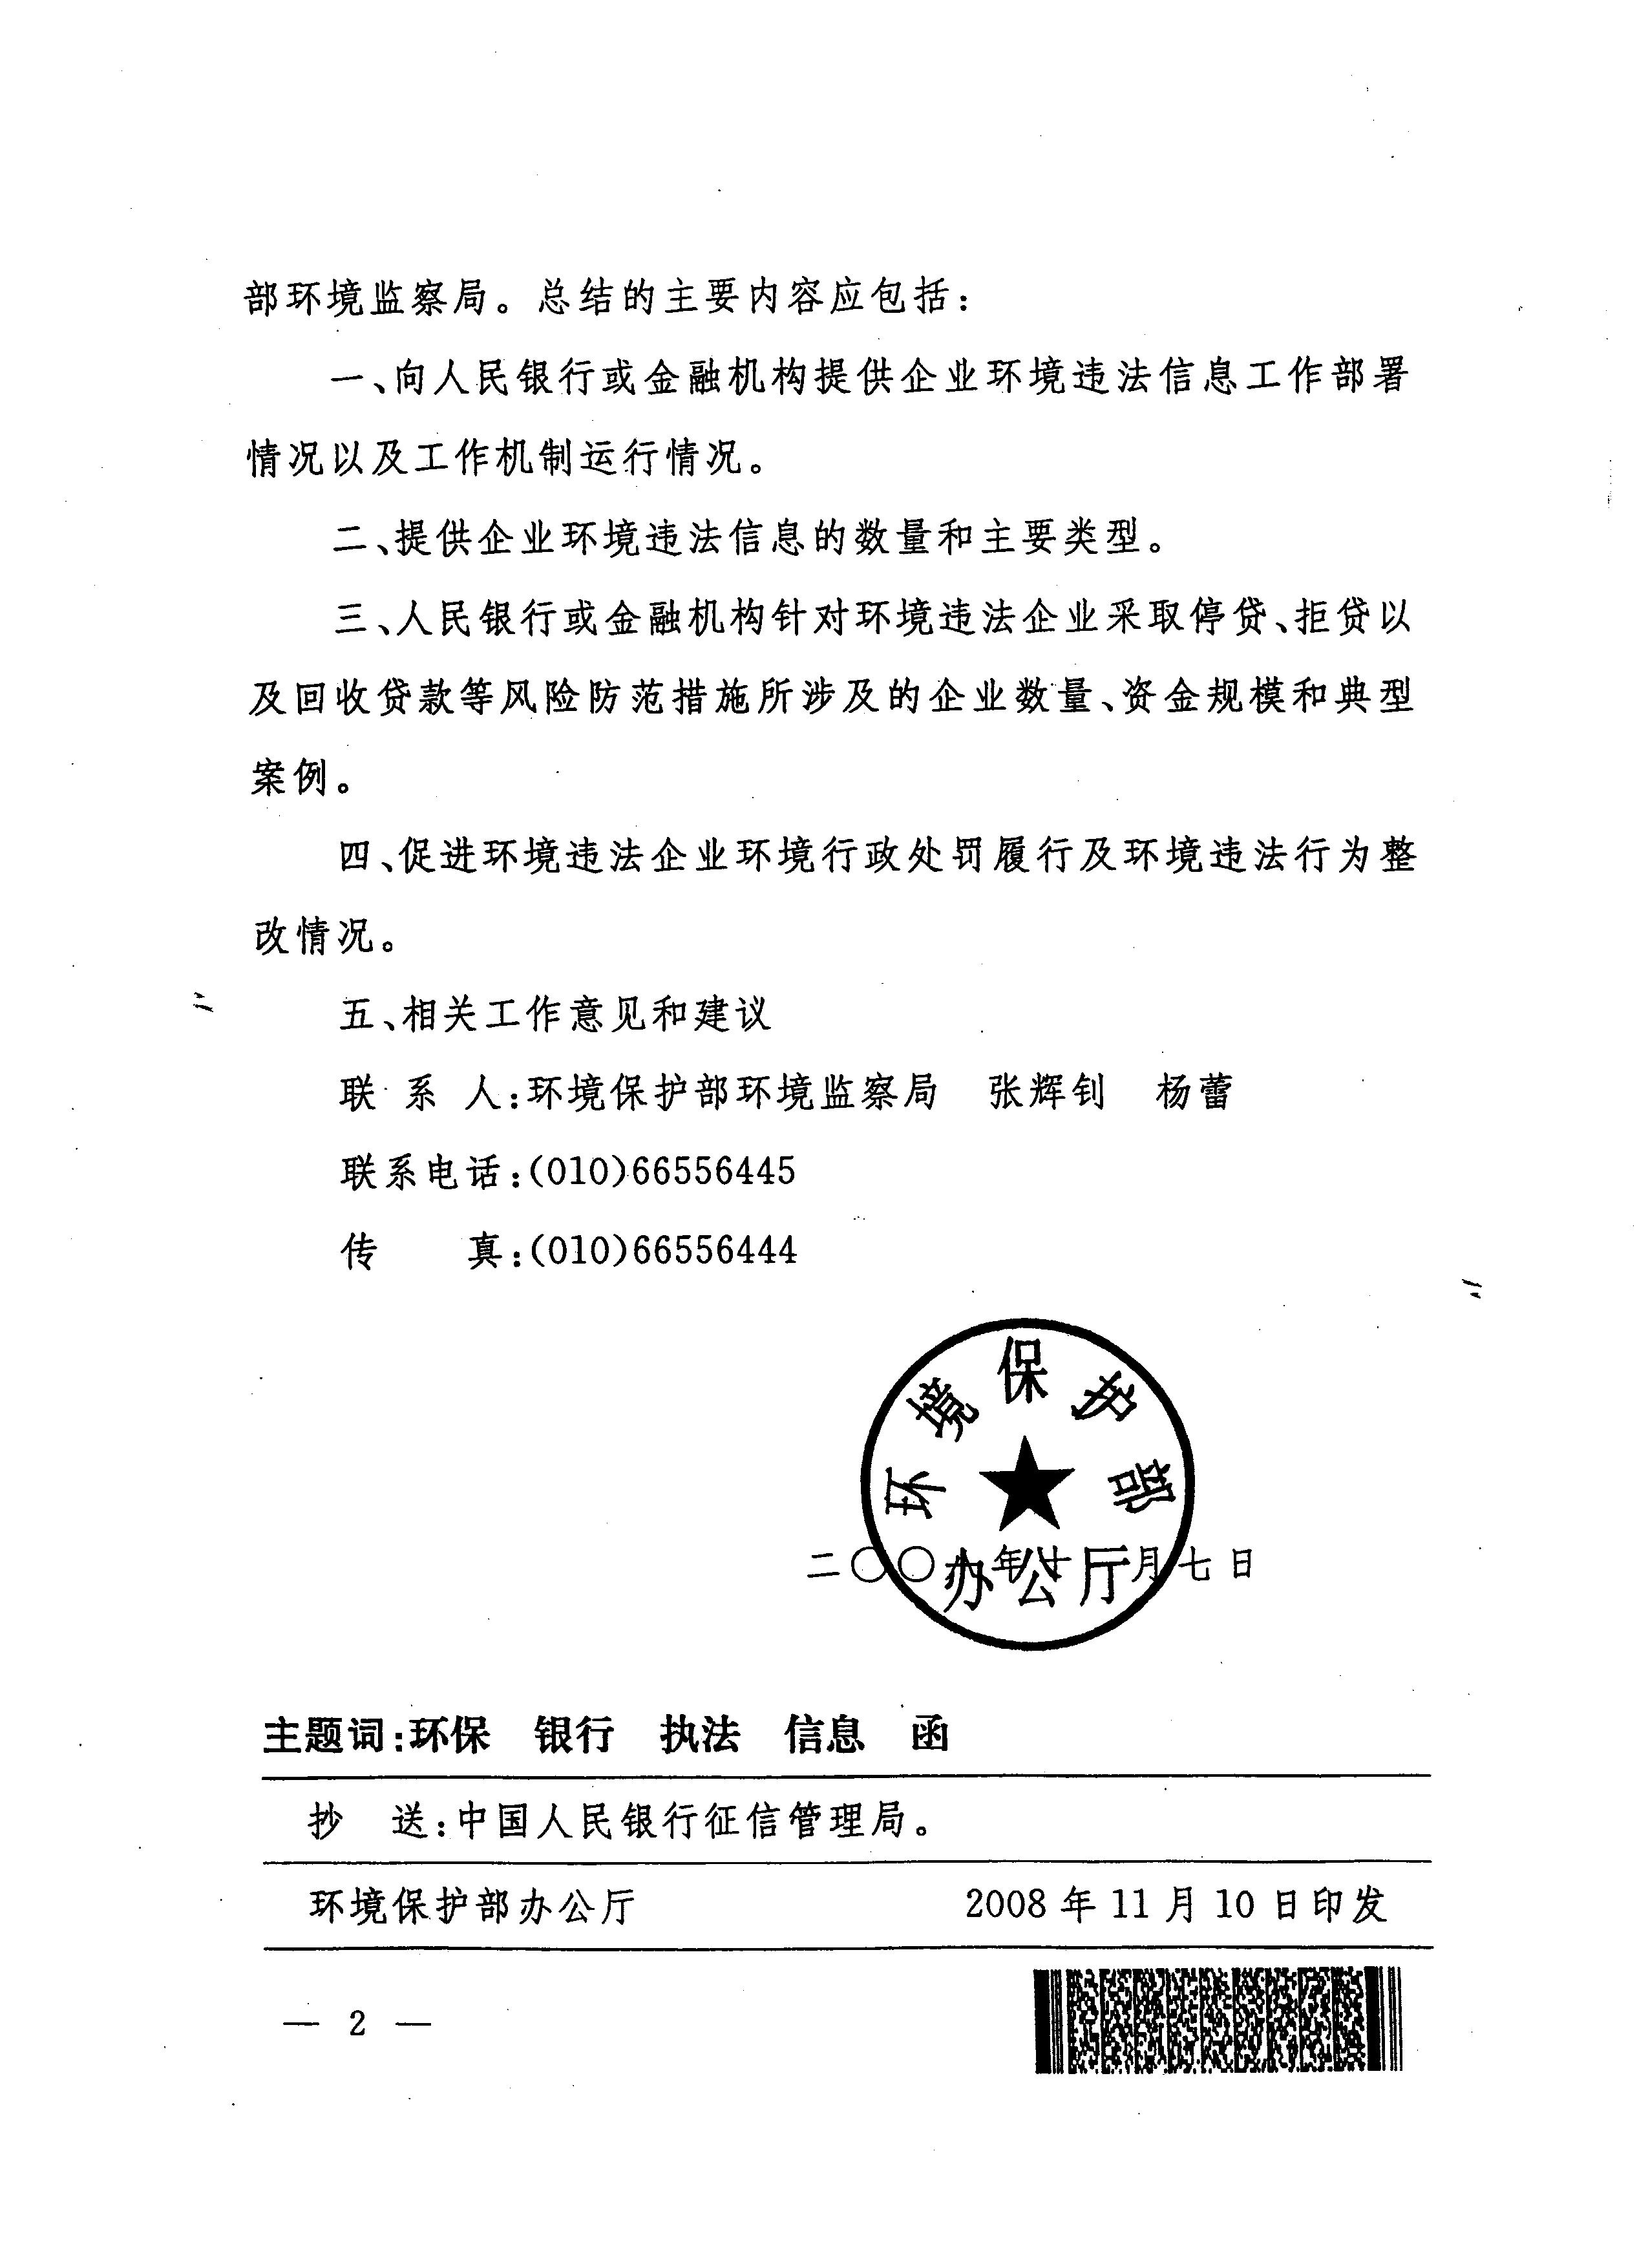 部环境监察局。总结的主要内容应包括：
一、向人民银行或金融机构提供企业环境违法信息工作部署
情况以及工作机制运行情况。
二、提供企业环境违法信息的数量和主要类型。
三、人民银行或金融机构针对环境违法企业采取停贷、拒贷以
及回收贷款等风险防范措施所涉及的企业数量、资金规模和典型
案例。
四、促进环境违法企业环境行政处罚履行及环境违法行为整
改情况。
五、相关工作意见和建议
联 系 人：环境保护部环境监察局 张辉钊 杨蕾
联系电话：(010)66556445
传 真：(010)66556444
环境保护部
二〇〇 年十 月七日
办公厅
主题词：环保 银行 执法 信息 函
抄 送：中国人民银行征信管理局。
环境保护部办公厅 2008年11月10日印发
— 2 —